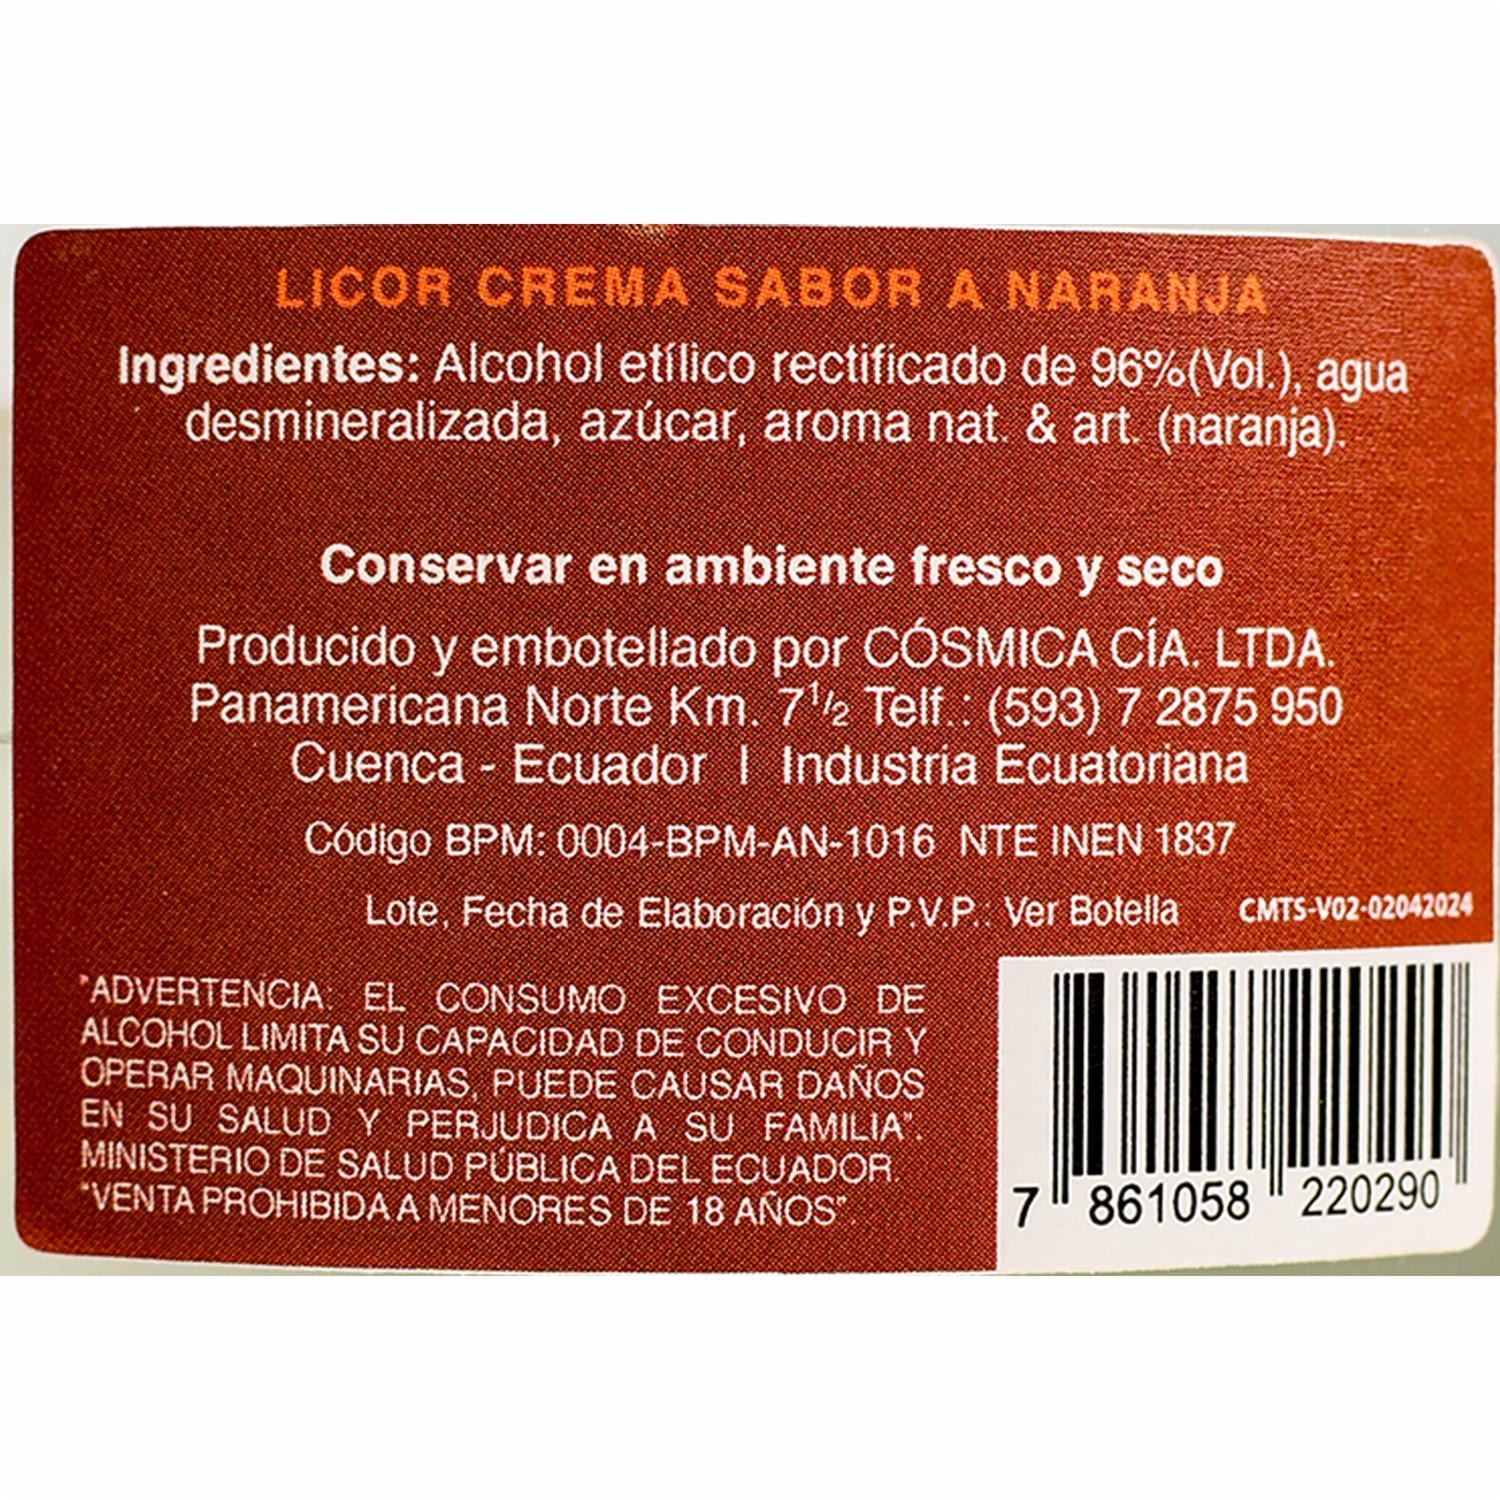 LICOR CREMA SABOR A NARANJA
Ingredientes: Alcohol etílico rectificado de 96%(Vol.), agua
desmineralizada, azúcar, aroma nat. & art. (naranja).
Conservar en ambiente fresco y seco
Producido y embotellado por CÓSMICA CÍA. LTDA.
Panamericana Norte Km. 7 1/2 Telf.: (593) 7 2875 950
Cuenca - Ecuador | Industria Ecuatoriana
Código BPM: 0004-BPM-AN-1016 NTE INEN 1837
Lote, Fecha de Elaboración y P.V.P.: Ver Botella CMTS-V02-02042024
"ADVERTENCIA: EL CONSUMO EXCESIVO DE
ALCOHOL LIMITA SU CAPACIDAD DE CONDUCIR Y
OPERAR MAQUINARIAS, PUEDE CAUSAR DAÑOS
EN SU SALUD Y PERJUDICA A SU FAMILIA".
MINISTERIO DE SALUD PÚBLICA DEL ECUADOR.
"VENTA PROHIBIDA A MENORES DE 18 AÑOS".
7 861058 220290